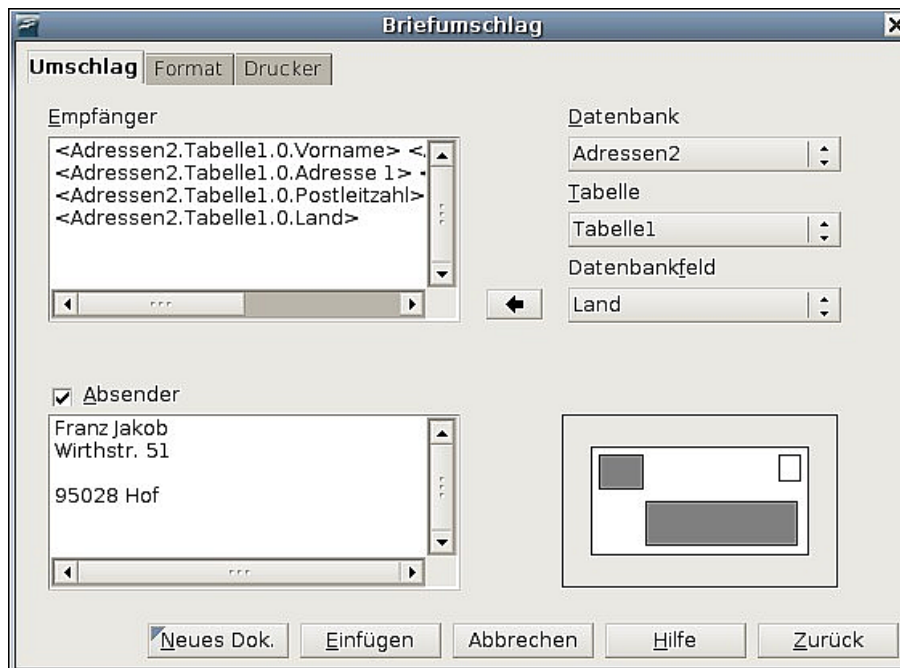 Briefumschlag
Umschlag Format Drucker
Empfänger
<Adressen2.Tabelle1.0.Vorname> <
<Adressen2.Tabelle1.0.Adresse 1>
<Adressen2.Tabelle1.0.Postleitzahl>
<Adressen2.Tabelle1.0.Land>
Datenbank
Adressen2
Tabelle
Tabelle1
Datenbankfeld
Land
Absender
Franz Jakob
Wirthstr. 51
95028 Hof
Neues Dok. Einfügen Abbrechen Hilfe Zurück